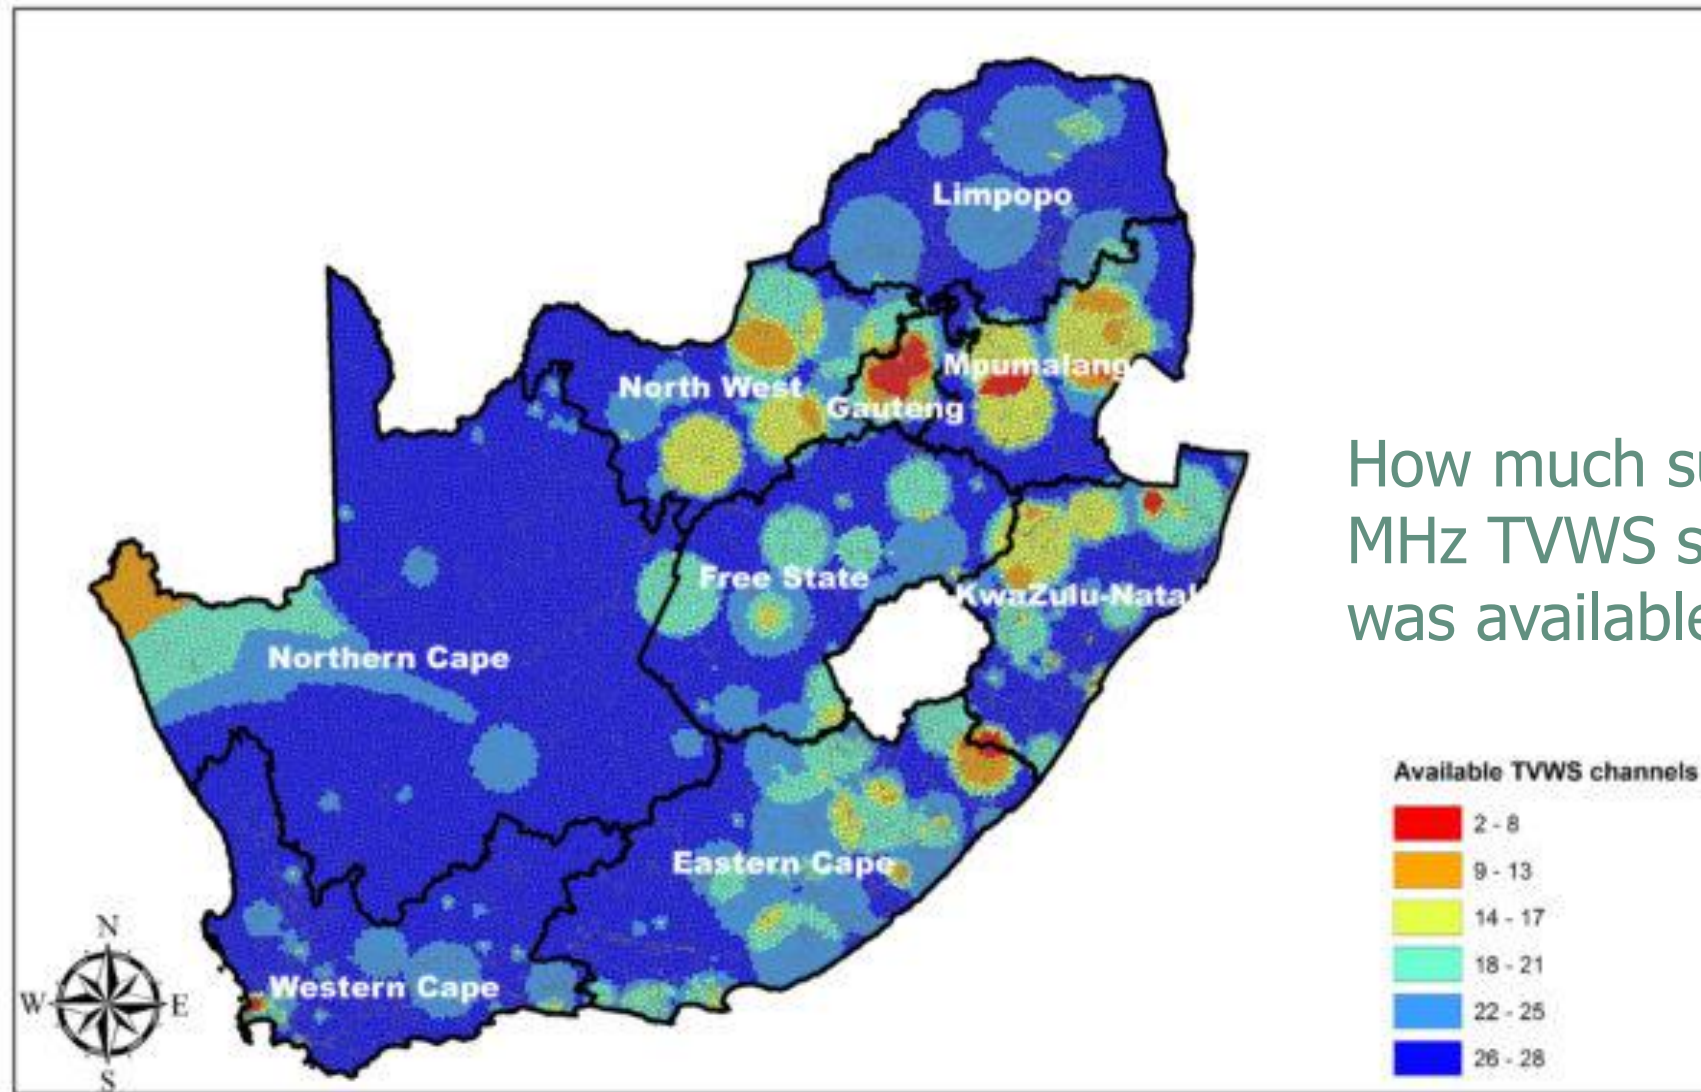 Limpopo
North West
Mpumalang
Gauteng
Free State
KwaZulu-Natal
Northern Cape
Eastern Cape
Western Cape
N
W E
S
How much su
MHz TVWS s
was available
Available TVWS channels
2 - 8
9 - 13
14 - 17
18 - 21
22 - 25
26 - 28